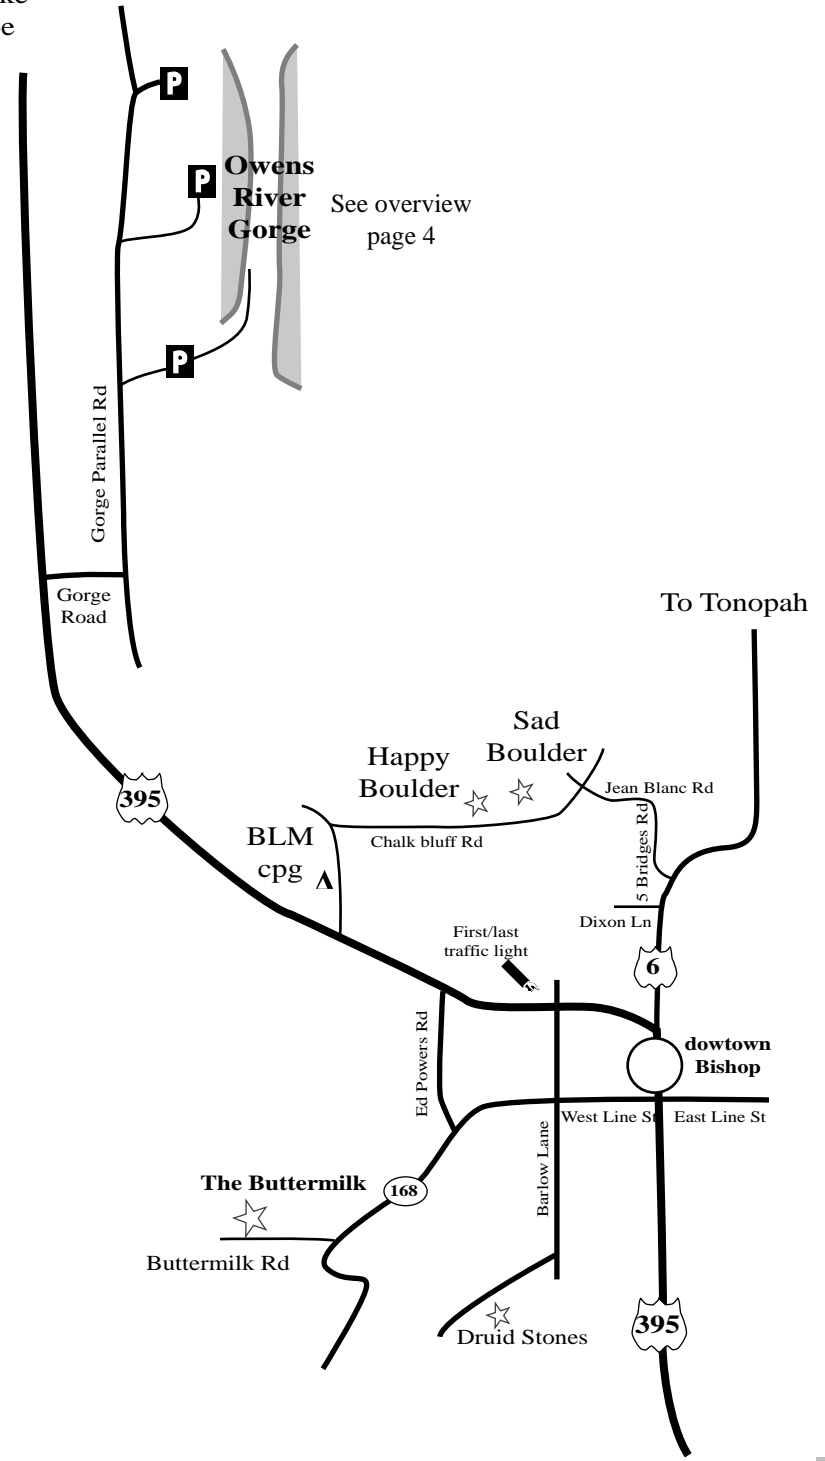 P
P
Owens
River
Gorge
See overview
page 4
P
Gorge Parallel Rd
Gorge
Road
To Tonopah
Sad
Boulder
Happy
Boulder
Jean Blanc Rd
395
5 Bridges Rd
BLM
cpg
Chalk bluff Rd
Dixon Ln
First/last
traffic light
6
Ed Powers Rd
dowtown
Bishop
West Line St
East Line St
Barlow Lane
The Buttermilk
168
Buttermilk Rd
Druid Stones
395